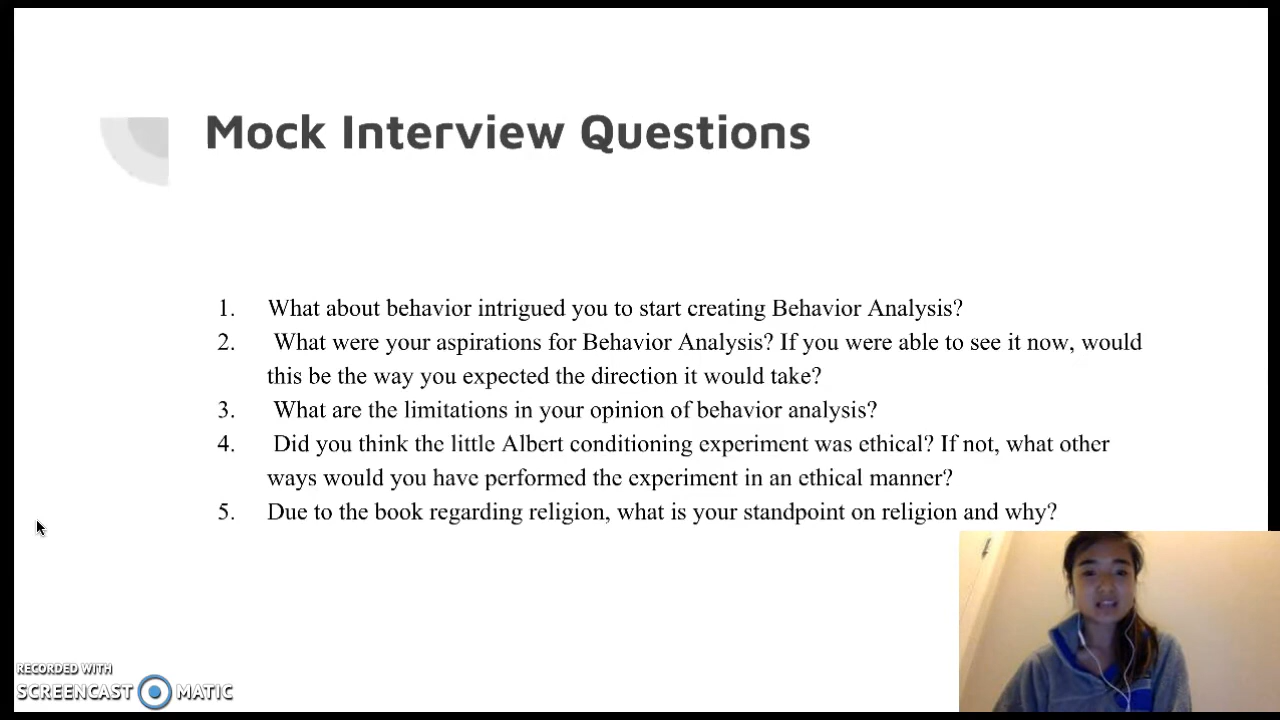 Mock Interview Questions
1. What about behavior intrigued you to start creating Behavior Analysis?
2. What were your aspirations for Behavior Analysis? If you were able to see it now, would
this be the way you expected the direction it would take?
3. What are the limitations in your opinion of behavior analysis?
4. Did you think the little Albert conditioning experiment was ethical? If not, what other
ways would you have performed the experiment in an ethical manner?
5. Due to the book regarding religion, what is your standpoint on religion and why?
RECORDED WITH
SCREENCAST MATIC